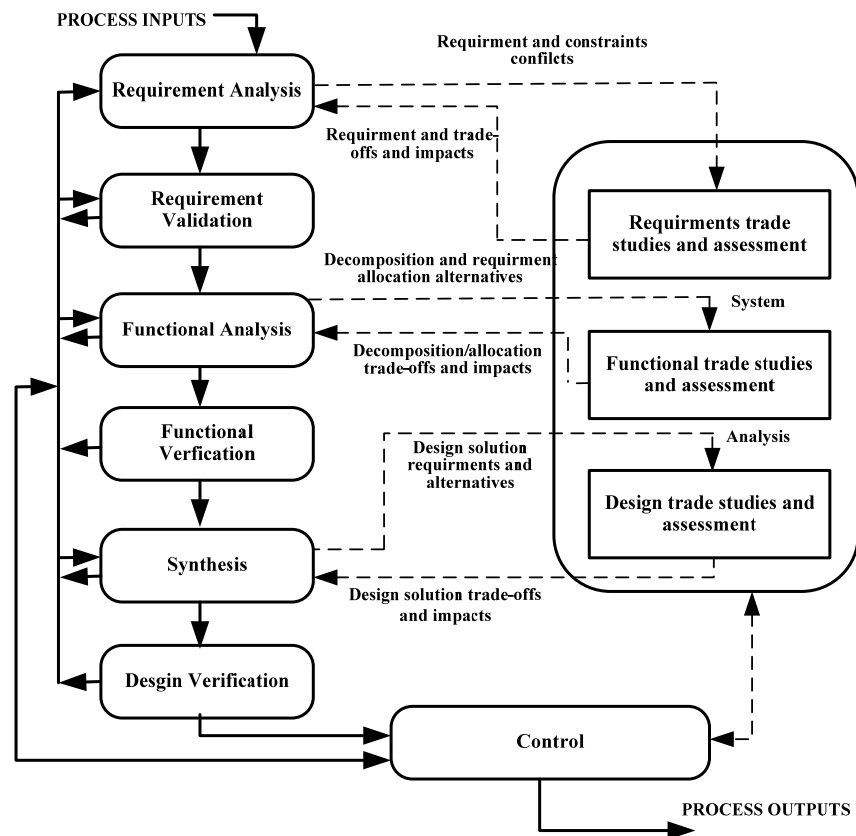 PROCESS INPUTS
Requirment and constraints
confilcts
Requirement Analysis
Requirment and trade-
offs and impacts
Requirement
Validation
Requirments trade
studies and assessment
Decomposition and requirment
allocation alternatives
System
Functional Analysis
Decomposition/allocation
trade-offs and impacts
Functional trade studies
and assessment
Functional
Verfication
Design solution
requirments and
alternatives
Analysis
Design trade studies and
assessment
Synthesis
Design solution trade-offs
and impacts
Desgin Verification
Control
PROCESS OUTPUTS